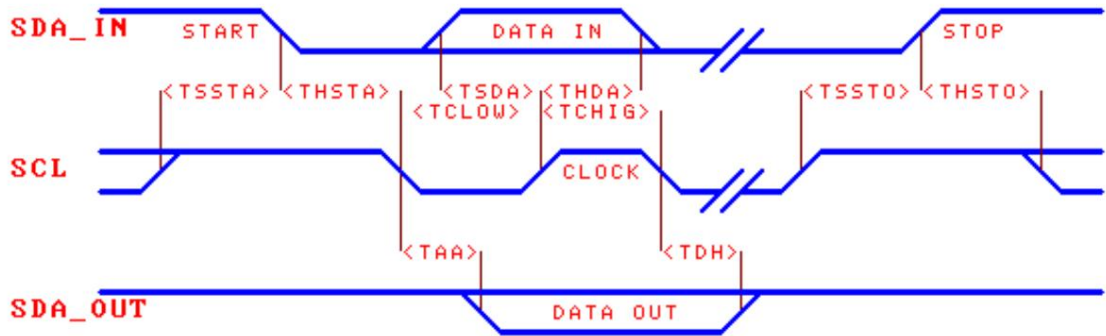 SDA_IN START DATA IN STOP
<TSSTA> <THSTA> <TSDA> <THDA> <TSSTO> <THSTO>
<TCLOW> <TCHIG>
SCL CLOCK
<TAA> <TDH>
SDA_OUT DATA OUT